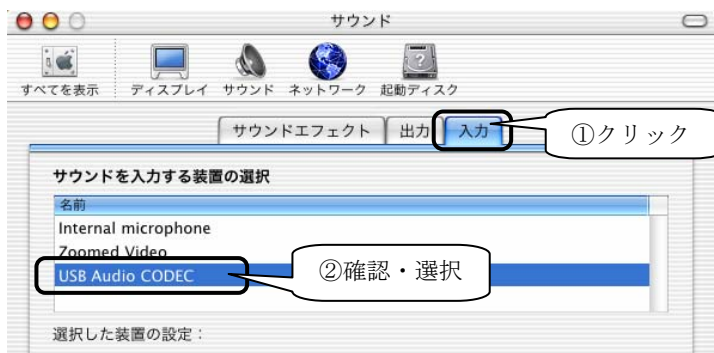 サウンド
すべてを表示 ディスプレイ サウンド ネットワーク 起動ディスク
サウンドエフェクト 出力 入力 ①クリック
サウンドを入力する装置の選択
名前
Internal microphone
Zoomed Video
USB Audio CODEC ②確認・選択
選択した装置の設定：